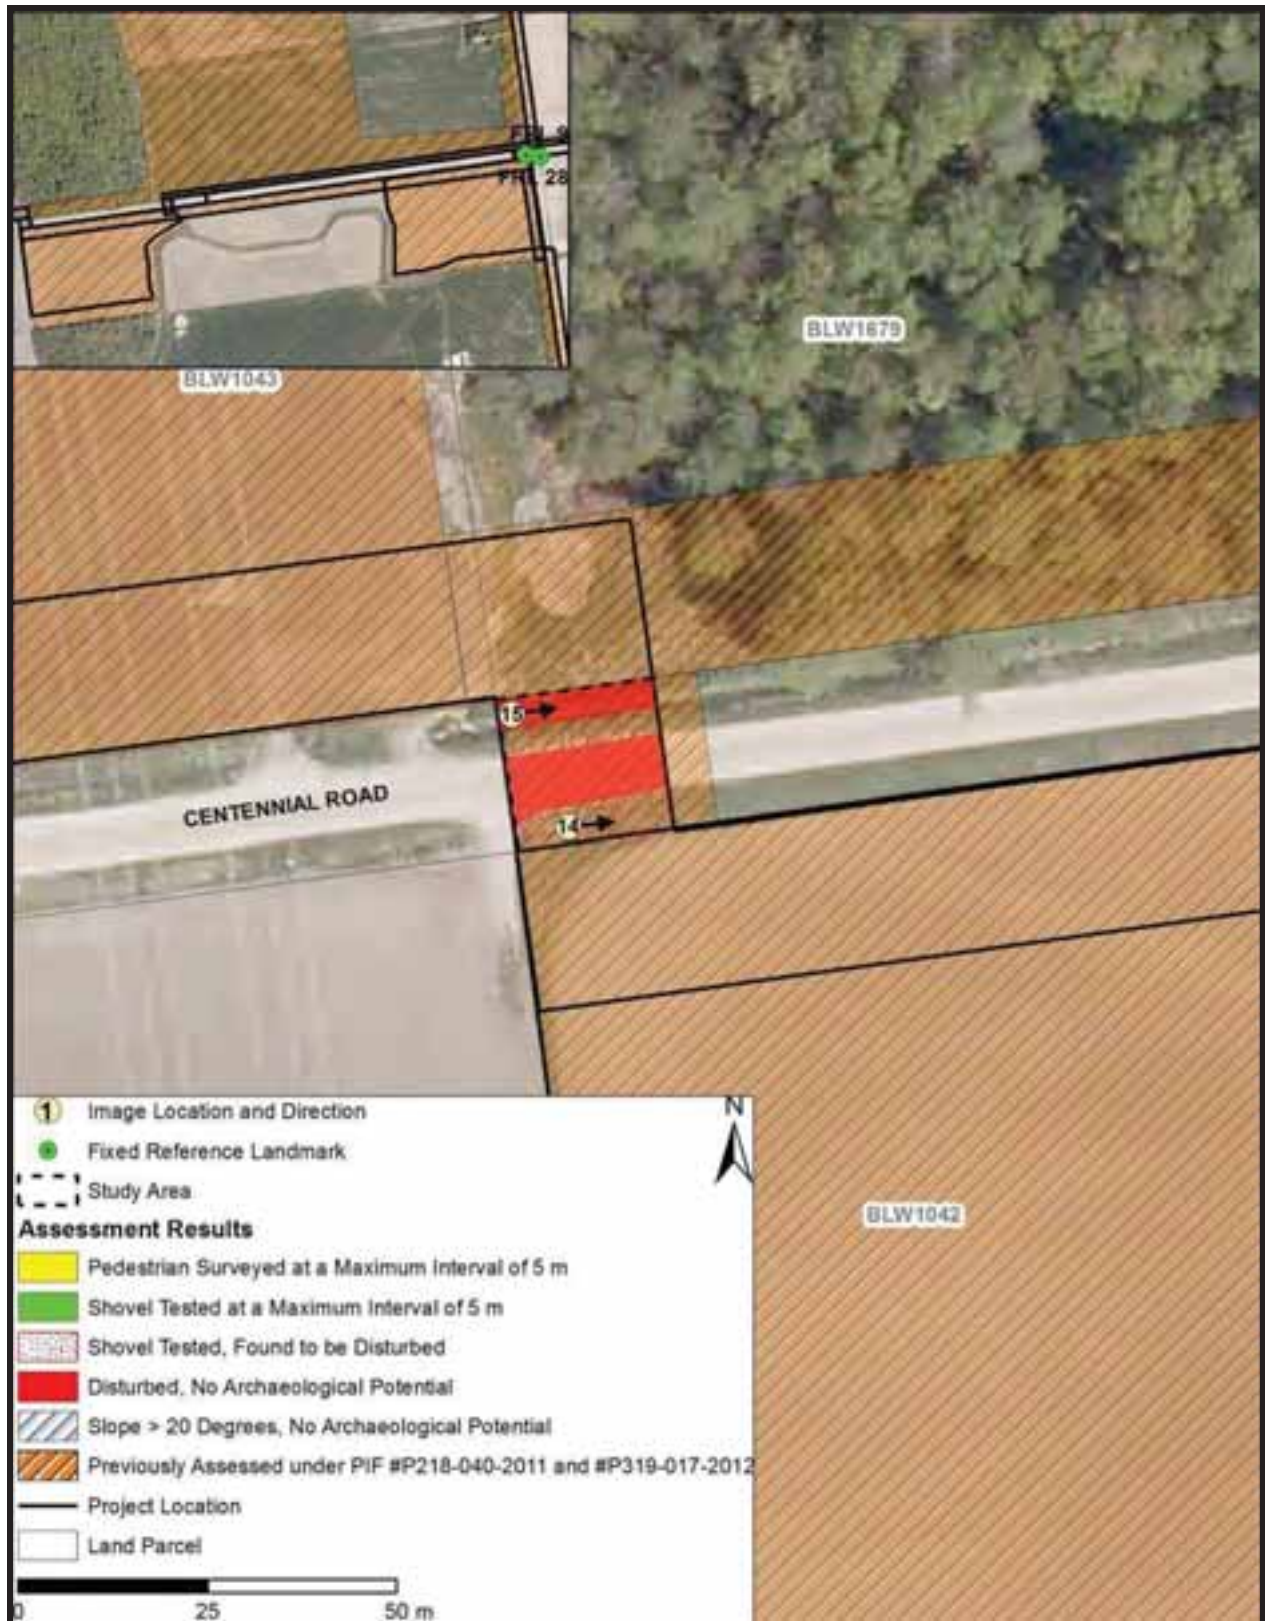 FRL 28
BLW1679
BLW1043
15
CENTENNIAL ROAD
14
1 Image Location and Direction
N
Fixed Reference Landmark
Study Area
Assessment Results
Pedestrian Surveyed at a Maximum Interval of 5 m
BLW1042
Shovel Tested at a Maximum Interval of 5 m
Shovel Tested, Found to be Disturbed
Disturbed, No Archaeological Potential
Slope > 20 Degrees, No Archaeological Potential
Previously Assessed under PIF #P218-040-2011 and #P319-017-2012
Project Location
Land Parcel
0 25 50 m